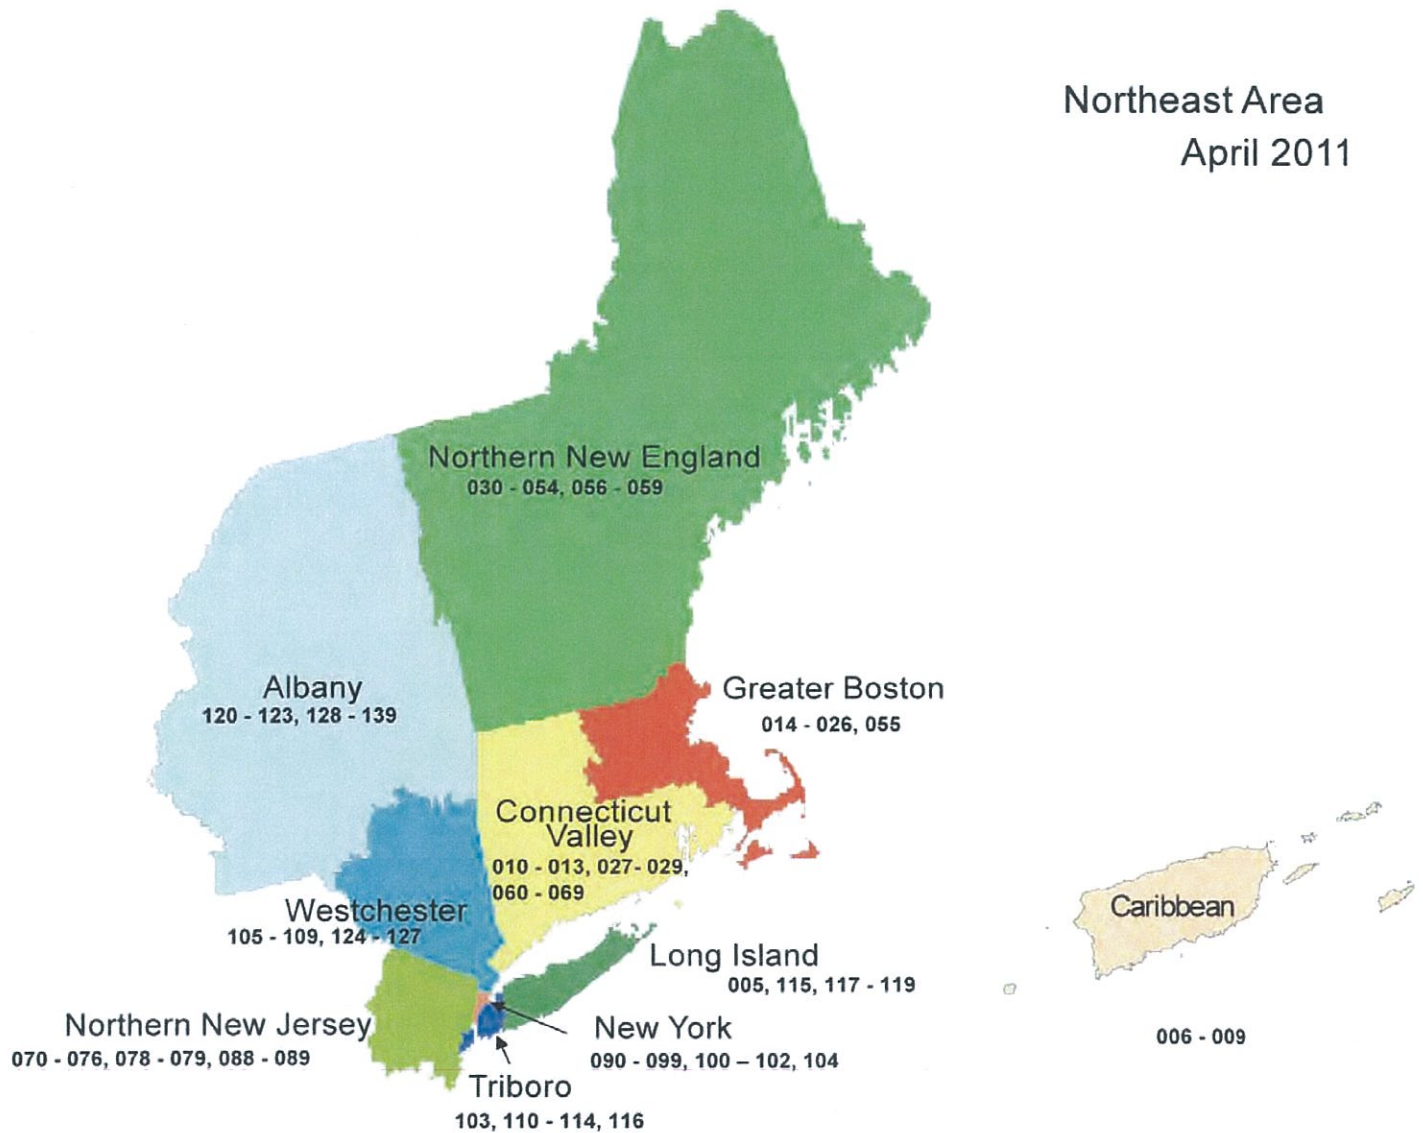 Northeast Area
April 2011
Northern New England
030 - 054, 056 - 059
Albany
120 - 123, 128 - 139
Greater Boston
014 - 026, 055
Connecticut
Valley
010 - 013, 027- 029,
060 - 069
Westchester
105 - 109, 124 - 127
Caribbean
006 - 009
Long Island
005, 115, 117 - 119
Northern New Jersey
070 - 076, 078 - 079, 088 - 089
New York
090 - 099, 100 – 102, 104
Triboro
103, 110 - 114, 116